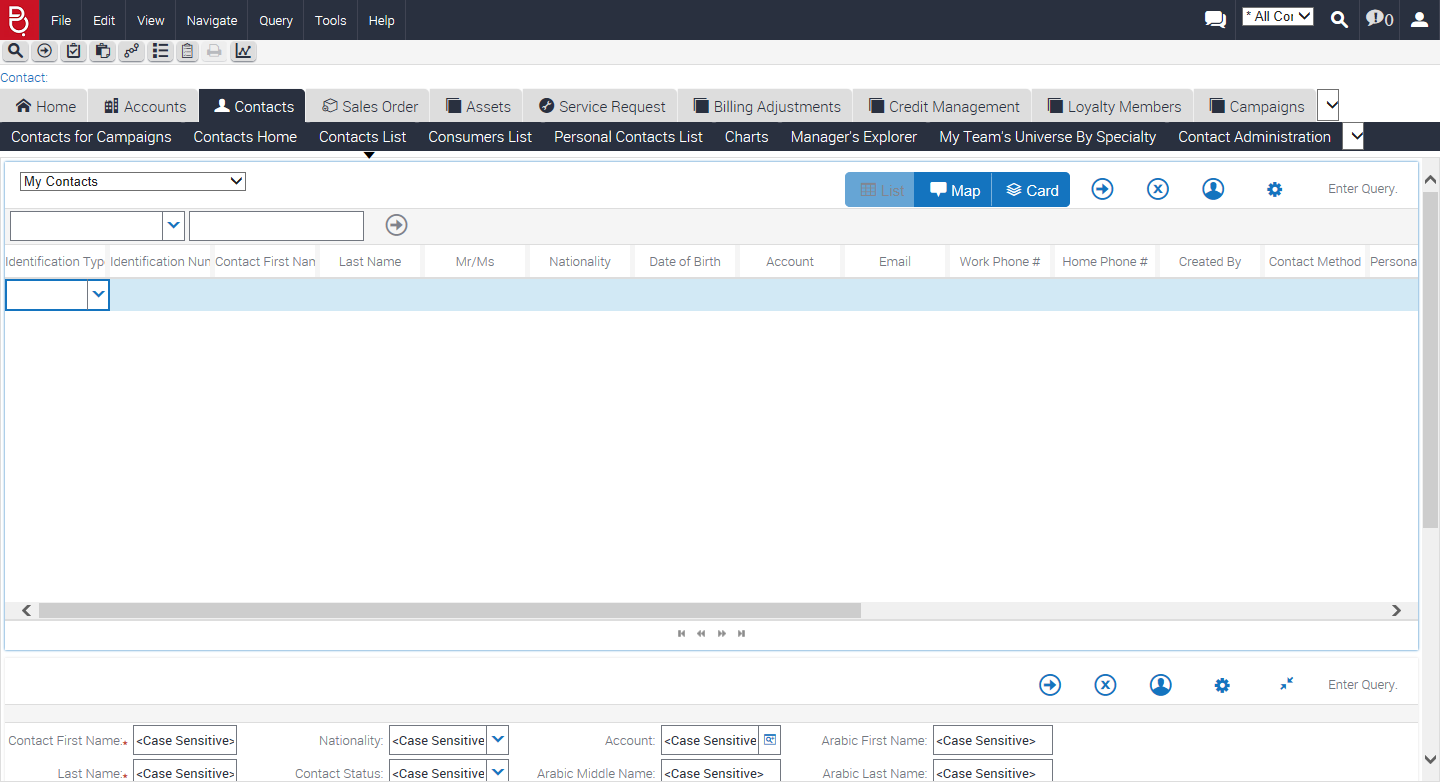 File Edit View Navigate Query Tools Help * All Cor 0
Contact:
Home Accounts Contacts Sales Order Assets Service Request Billing Adjustments Credit Management Loyalty Members Campaigns
Contacts for Campaigns Contacts Home Contacts List Consumers List Personal Contacts List Charts Manager's Explorer My Team's Universe By Specialty Contact Administration
My Contacts List Map Card Enter Query.
Identification Typ Identification Num Contact First Nam Last Name Mr/Ms Nationality Date of Birth Account Email Work Phone # Home Phone # Created By Contact Method Persona
Enter Query.
Contact First Name:* <Case Sensitive> Nationality: <Case Sensitive Account: <Case Sensitive Arabic First Name: <Case Sensitive>
Last Name:* <Case Sensitive> Contact Status: <Case Sensitive Arabic Middle Name: <Case Sensitive> Arabic Last Name: <Case Sensitive>